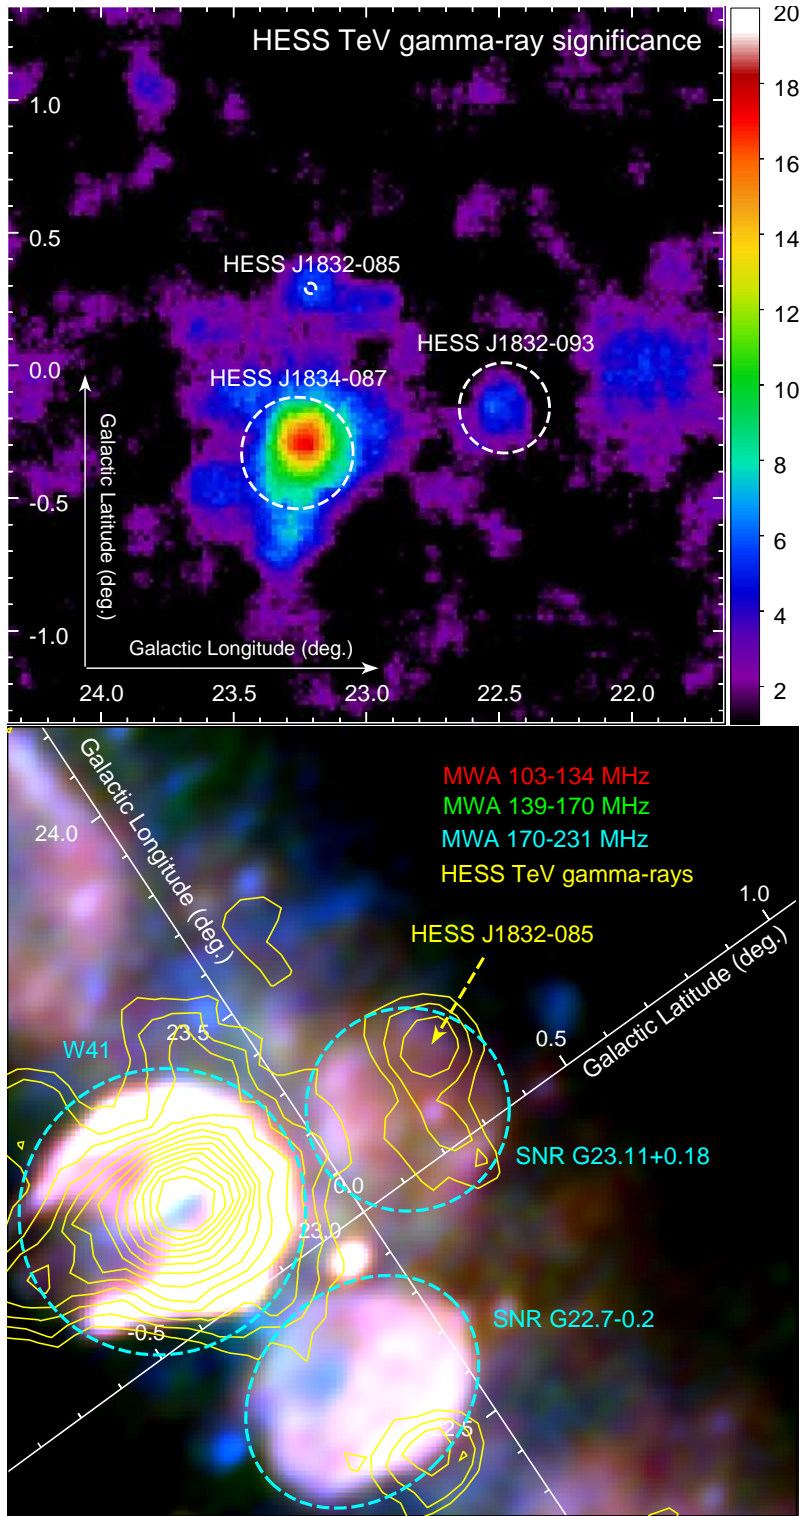 HESS TeV gamma-ray significance
20
18
16
14
12
10
8
6
4
2
1.0
0.5
0.0
-0.5
-1.0
HESS J1832-085
HESS J1832-093
HESS J1834-087
Galactic Latitude (deg.)
Galactic Longitude (deg.)
24.0
23.5
23.0
22.5
22.0
MWA 103-134 MHz
MWA 139-170 MHz
MWA 170-231 MHz
HESS TeV gamma-rays
HESS J1832-085
Galactic Longitude (deg.)
24.0
1.0
Galactic Latitude (deg.)
0.5
23.5
W41
SNR G23.11+0.18
0.0
23.0
SNR G22.7-0.2
-0.5
22.5